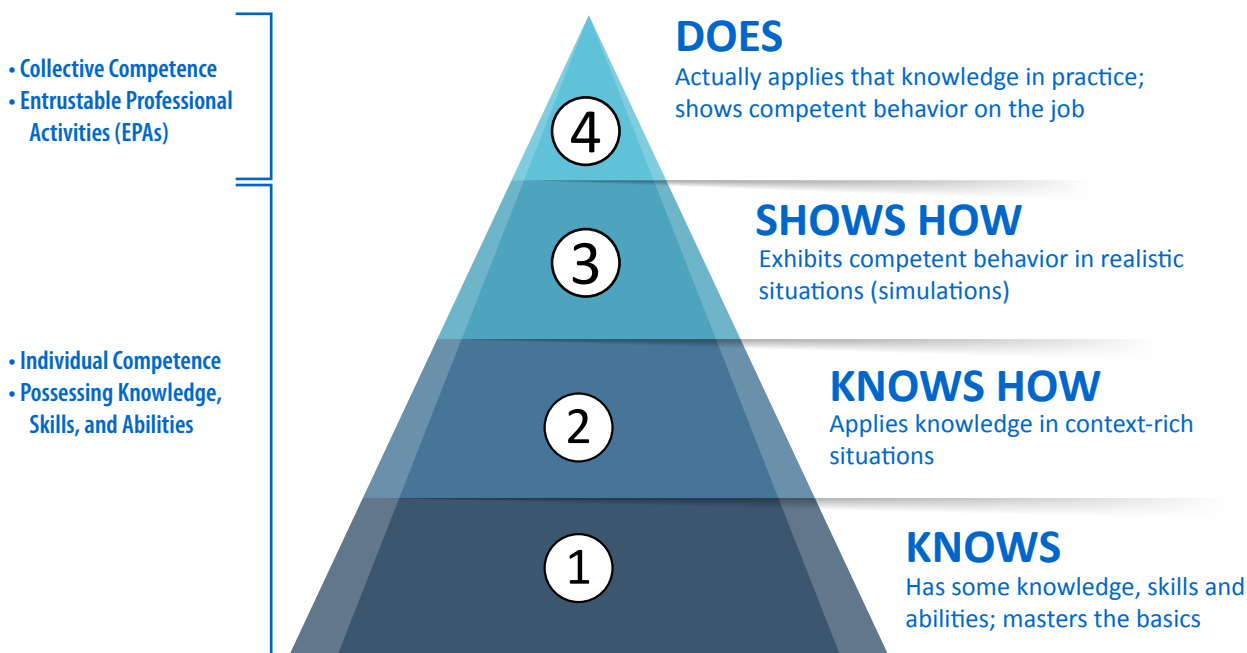 • Collective Competence
• Entrustable Professional
Activities (EPAs)
DOES
Actually applies that knowledge in practice;
shows competent behavior on the job
4
SHOWS HOW
Exhibits competent behavior in realistic
situations (simulations)
3
• Individual Competence
• Possessing Knowledge,
Skills, and Abilities
KNOWS HOW
Applies knowledge in context-rich
situations
2
KNOWS
Has some knowledge, skills and
abilities; masters the basics
1